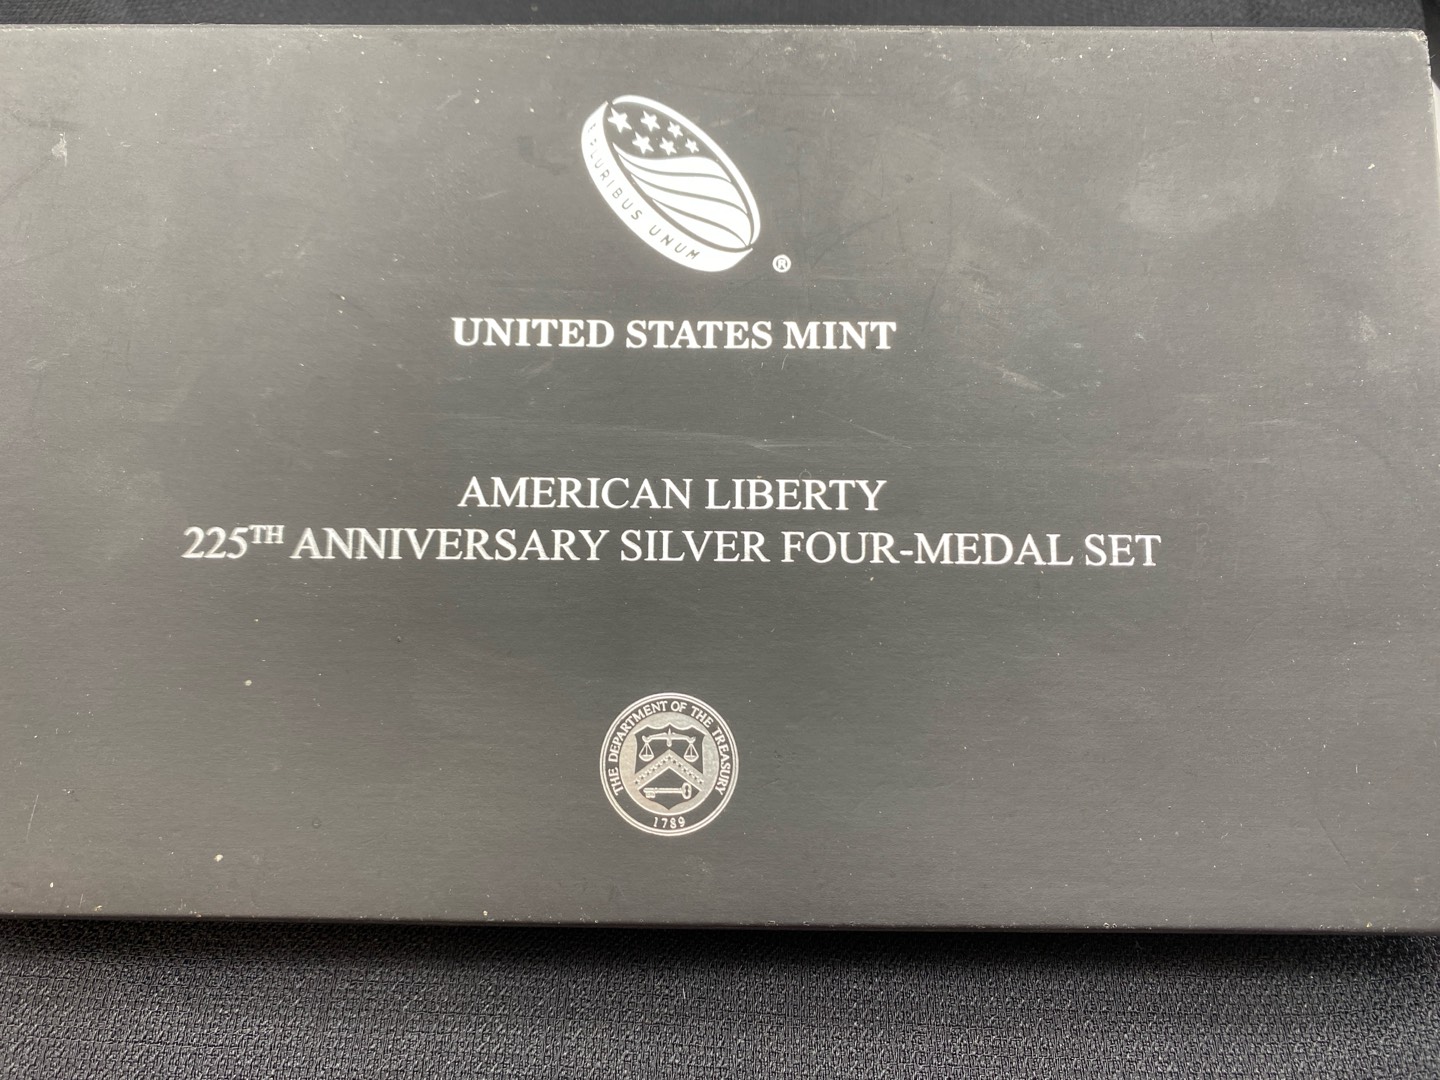 E PLURIBUS UNUM
®
UNITED STATES MINT
AMERICAN LIBERTY
225TH ANNIVERSARY SILVER FOUR-MEDAL SET
THE DEPARTMENT OF THE TREASURY
1789